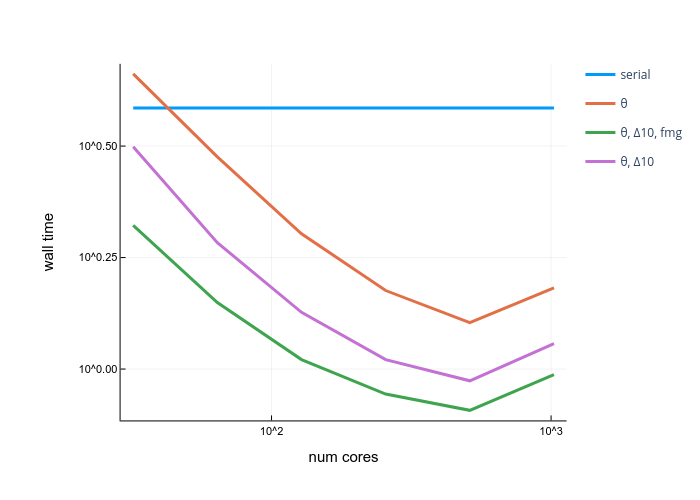 serial
θ
θ, Δ10, fmg
θ, Δ10
10^0.50
10^0.25
10^0.00
wall time
10^2
10^3
num cores